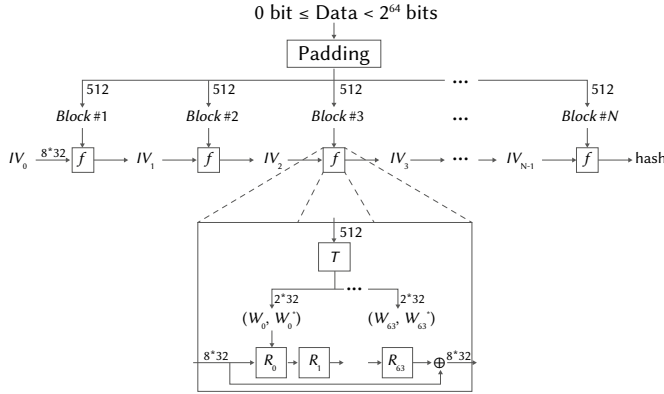 0 bit ≤ Data < 2^64 bits
Padding
512 512 512 ... 512
Block #1 Block #2 Block #3 ... Block #N
IV_0 8*32 f IV_1 f IV_2 f IV_3 ... IV_N-1 f hash
512
T
2*32 ... 2*32
(W_0, W_0^*) (W_63, W_63^*)
8*32 R_0 R_1 R_63 ⊕ 8*32